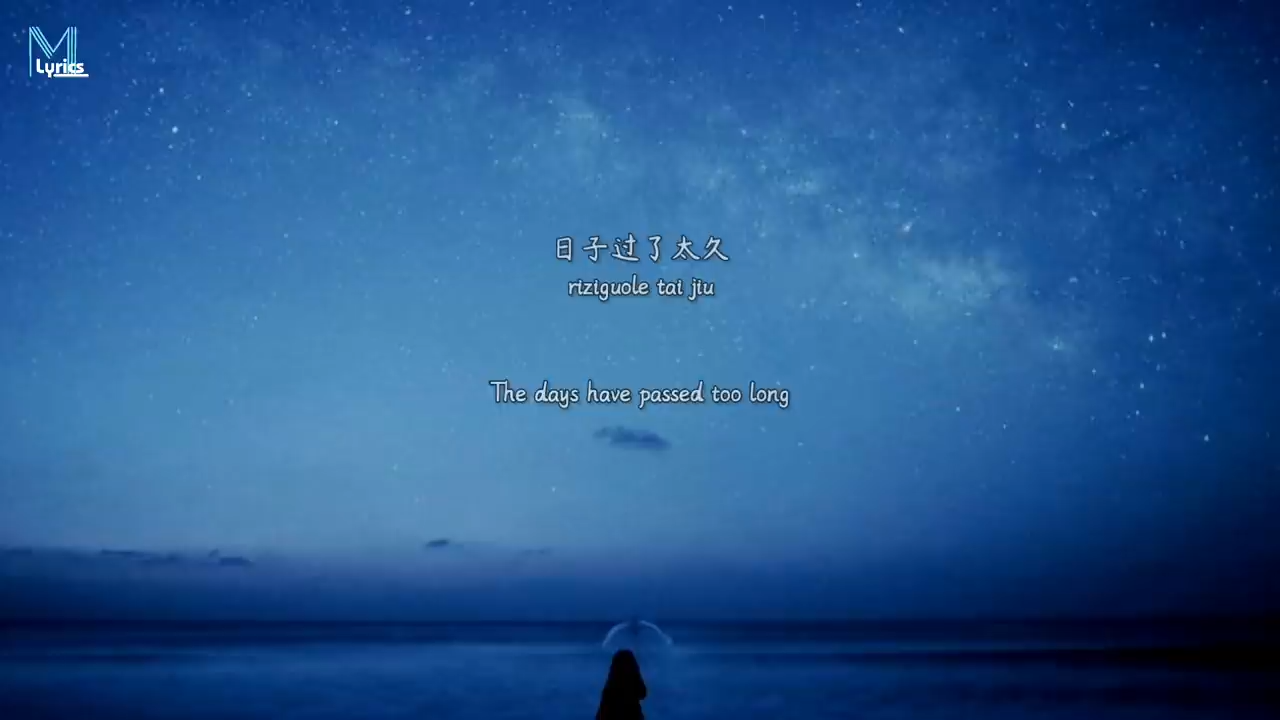 M
Lyrics
日子过了太久
riziguole tai jiu
The days have passed too long